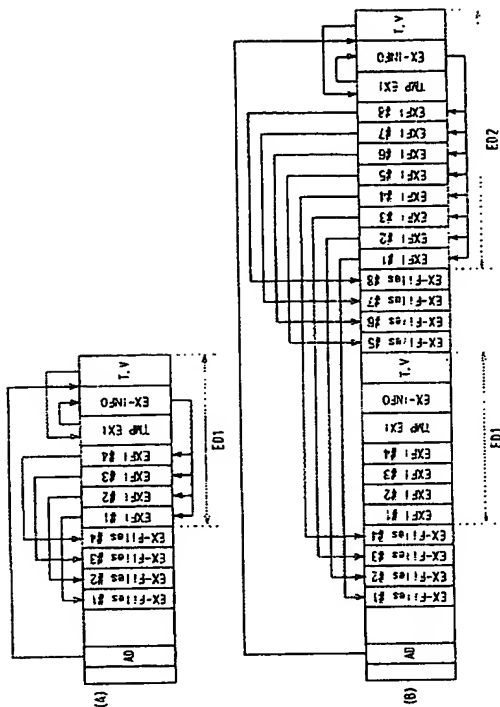 (A)
AD
EX-Files #1
EX-Files #2
EX-Files #3
EX-Files #4
EXFI #1
EXFI #2
EXFI #3
EXFI #4
TMP EXI
EX-INFO
T,V
ED1
(B)
AD
EX-Files #1
EX-Files #2
EX-Files #3
EX-Files #4
EXFI #1
EXFI #2
EXFI #3
EXFI #4
TMP EXI
EX-INFO
T,V
EX-Files #5
EX-Files #6
EX-Files #7
EX-Files #8
EXFI #1
EXFI #2
EXFI #3
EXFI #4
EXFI #5
EXFI #6
EXFI #7
EXFI #8
TMP EXI
EX-INFO
T,V
ED1
ED2